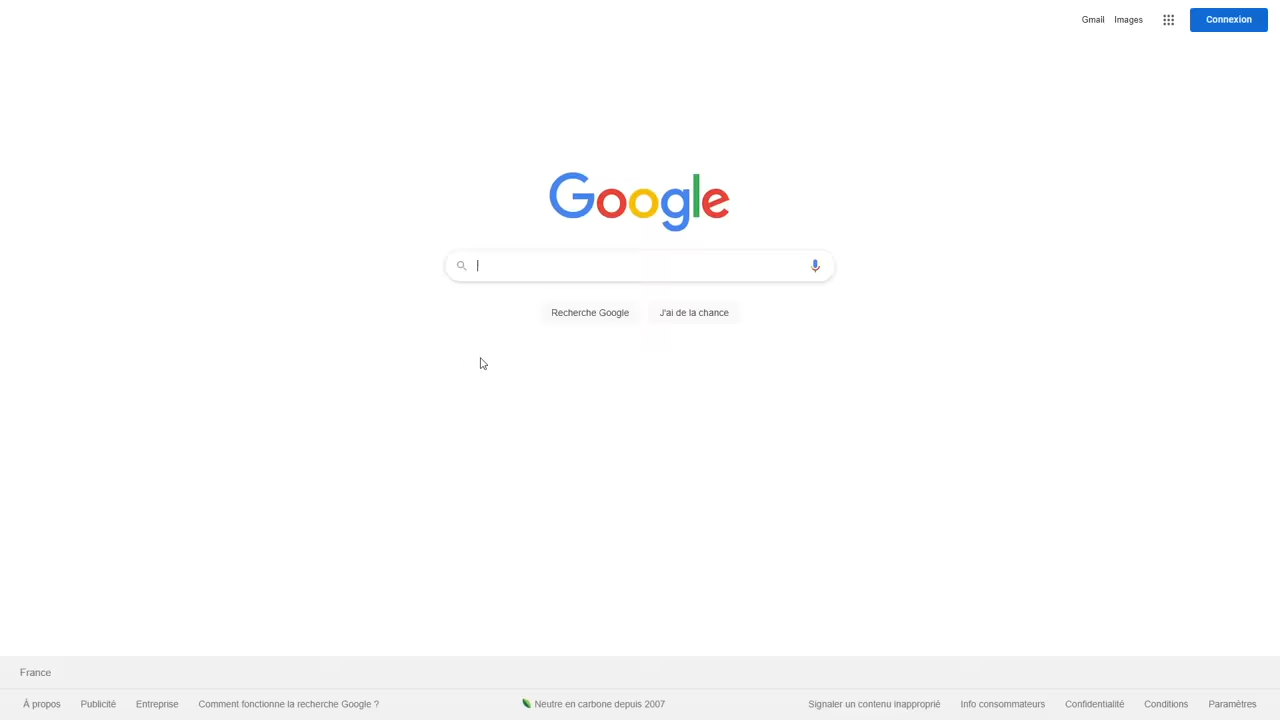 Gmail Images Connexion
Google
Recherche Google J'ai de la chance
France
À propos Publicité Entreprise Comment fonctionne la recherche Google ? Neutre en carbone depuis 2007 Signaler un contenu inapproprié Info consommateurs Confidentialité Conditions Paramètres